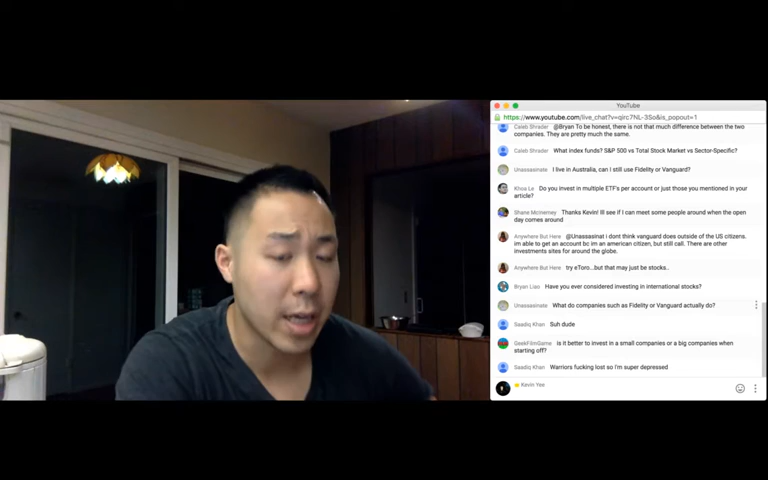 YouTube
https://www.youtube.com/live_chat?v=qirc7NL-3So&is_popout=1
Caleb Shrader @Bryan To be honest, there is not that much difference between the two
companies. They are pretty much the same.
Caleb Shrader What index funds? S&P 500 vs Total Stock Market vs Sector-Specific?
Unassasinate I live in Australia, can I still use Fidelity or Vanguard?
Khoa Le Do you invest in multiple ETF's per account or just those you mentioned in your
article?
Shane McInerney Thanks Kevin! Ill see if I can meet some people around when the open
day comes around
Anywhere But Here @Unassasinat i dont think vanguard does outside of the US citizens.
im able to get an account bc im an american citizen, but still call. There are other
investments sites for around the globe.
Anywhere But Here try eToro...but that may just be stocks..
Bryan Liao Have you ever considered investing in international stocks?
Unassasinate What do companies such as Fidelity or Vanguard actually do?
Saadiq Khan Suh dude
GeekFilmGame Is it better to invest in a small companies or a big companies when
starting off?
Saadiq Khan Warriors fucking lost so i'm super depressed
Kevin Yee